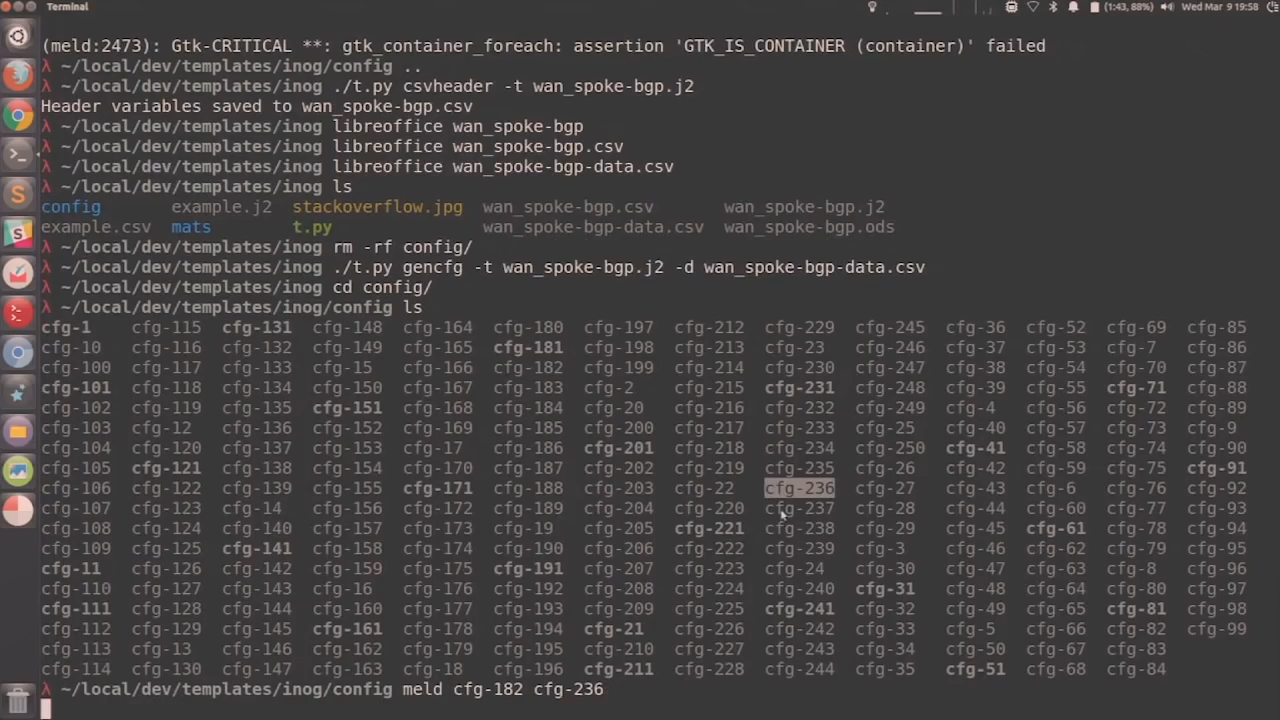 Terminal
(1:43, 88%)
Wed Mar 9 19:58
(meld:2473): Gtk-CRITICAL **: gtk_container_foreach: assertion 'GTK_IS_CONTAINER (container)' failed
λ ~/local/dev/templates/inog/config ..
λ ~/local/dev/templates/inog ./t.py csvheader -t wan_spoke-bgp.j2
Header variables saved to wan_spoke-bgp.csv
λ ~/local/dev/templates/inog libreoffice wan_spoke-bgp
λ ~/local/dev/templates/inog libreoffice wan_spoke-bgp.csv
λ ~/local/dev/templates/inog libreoffice wan_spoke-bgp-data.csv
λ ~/local/dev/templates/inog ls
config example.j2 stackoverflow.jpg wan_spoke-bgp.csv wan_spoke-bgp.j2
example.csv mats t.py wan_spoke-bgp-data.csv wan_spoke-bgp.ods
λ ~/local/dev/templates/inog rm -rf config/
λ ~/local/dev/templates/inog ./t.py gencfg -t wan_spoke-bgp.j2 -d wan_spoke-bgp-data.csv
λ ~/local/dev/templates/inog cd config/
λ ~/local/dev/templates/inog/config ls
cfg-1 cfg-115 cfg-131 cfg-148 cfg-164 cfg-180 cfg-197 cfg-212 cfg-229 cfg-245 cfg-36 cfg-52 cfg-69 cfg-85
cfg-10 cfg-116 cfg-132 cfg-149 cfg-165 cfg-181 cfg-198 cfg-213 cfg-23 cfg-246 cfg-37 cfg-53 cfg-7 cfg-86
cfg-100 cfg-117 cfg-133 cfg-15 cfg-166 cfg-182 cfg-199 cfg-214 cfg-230 cfg-247 cfg-38 cfg-54 cfg-70 cfg-87
cfg-101 cfg-118 cfg-134 cfg-150 cfg-167 cfg-183 cfg-2 cfg-215 cfg-231 cfg-248 cfg-39 cfg-55 cfg-71 cfg-88
cfg-102 cfg-119 cfg-135 cfg-151 cfg-168 cfg-184 cfg-20 cfg-216 cfg-232 cfg-249 cfg-4 cfg-56 cfg-72 cfg-89
cfg-103 cfg-12 cfg-136 cfg-152 cfg-169 cfg-185 cfg-200 cfg-217 cfg-233 cfg-25 cfg-40 cfg-57 cfg-73 cfg-9
cfg-104 cfg-120 cfg-137 cfg-153 cfg-17 cfg-186 cfg-201 cfg-218 cfg-234 cfg-250 cfg-41 cfg-58 cfg-74 cfg-90
cfg-105 cfg-121 cfg-138 cfg-154 cfg-170 cfg-187 cfg-202 cfg-219 cfg-235 cfg-26 cfg-42 cfg-59 cfg-75 cfg-91
cfg-106 cfg-122 cfg-139 cfg-155 cfg-171 cfg-188 cfg-203 cfg-22 cfg-236 cfg-27 cfg-43 cfg-6 cfg-76 cfg-92
cfg-107 cfg-123 cfg-14 cfg-156 cfg-172 cfg-189 cfg-204 cfg-220 cfg-237 cfg-28 cfg-44 cfg-60 cfg-77 cfg-93
cfg-108 cfg-124 cfg-140 cfg-157 cfg-173 cfg-19 cfg-205 cfg-221 cfg-238 cfg-29 cfg-45 cfg-61 cfg-78 cfg-94
cfg-109 cfg-125 cfg-141 cfg-158 cfg-174 cfg-190 cfg-206 cfg-222 cfg-239 cfg-3 cfg-46 cfg-62 cfg-79 cfg-95
cfg-11 cfg-126 cfg-142 cfg-159 cfg-175 cfg-191 cfg-207 cfg-223 cfg-24 cfg-30 cfg-47 cfg-63 cfg-8 cfg-96
cfg-110 cfg-127 cfg-143 cfg-16 cfg-176 cfg-192 cfg-208 cfg-224 cfg-240 cfg-31 cfg-48 cfg-64 cfg-80 cfg-97
cfg-111 cfg-128 cfg-144 cfg-160 cfg-177 cfg-193 cfg-209 cfg-225 cfg-241 cfg-32 cfg-49 cfg-65 cfg-81 cfg-98
cfg-112 cfg-129 cfg-145 cfg-161 cfg-178 cfg-194 cfg-21 cfg-226 cfg-242 cfg-33 cfg-5 cfg-66 cfg-82 cfg-99
cfg-113 cfg-13 cfg-146 cfg-162 cfg-179 cfg-195 cfg-210 cfg-227 cfg-243 cfg-34 cfg-50 cfg-67 cfg-83
cfg-114 cfg-130 cfg-147 cfg-163 cfg-18 cfg-196 cfg-211 cfg-228 cfg-244 cfg-35 cfg-51 cfg-68 cfg-84
λ ~/local/dev/templates/inog/config meld cfg-182 cfg-236